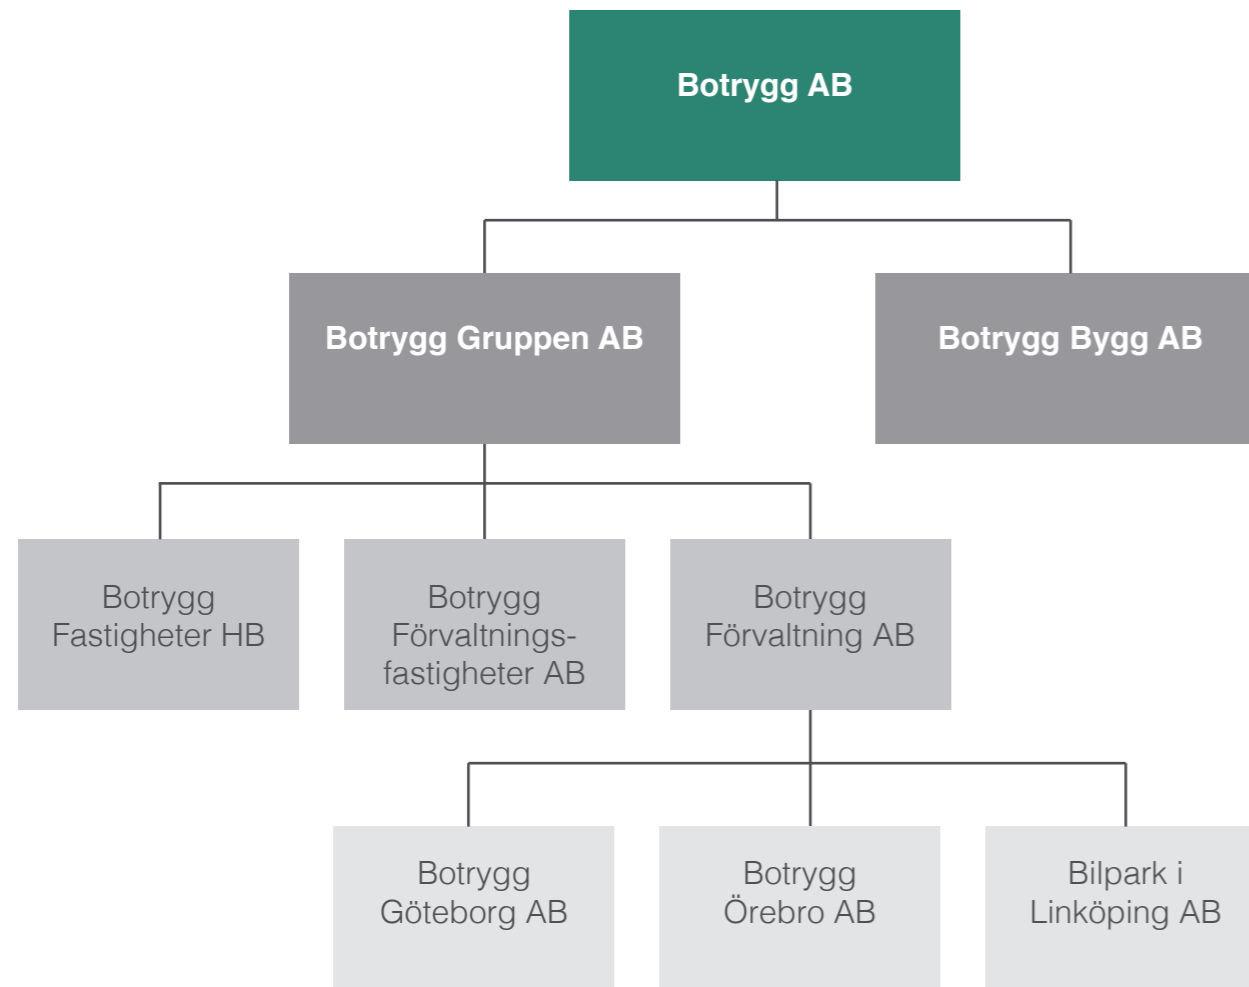 Botrygg AB
Botrygg Gruppen AB
Botrygg Bygg AB
Botrygg
Fastigheter HB
Botrygg
Förvaltnings-
fastigheter AB
Botrygg
Förvaltning AB
Botrygg
Göteborg AB
Botrygg
Örebro AB
Bilpark i
Linköping AB